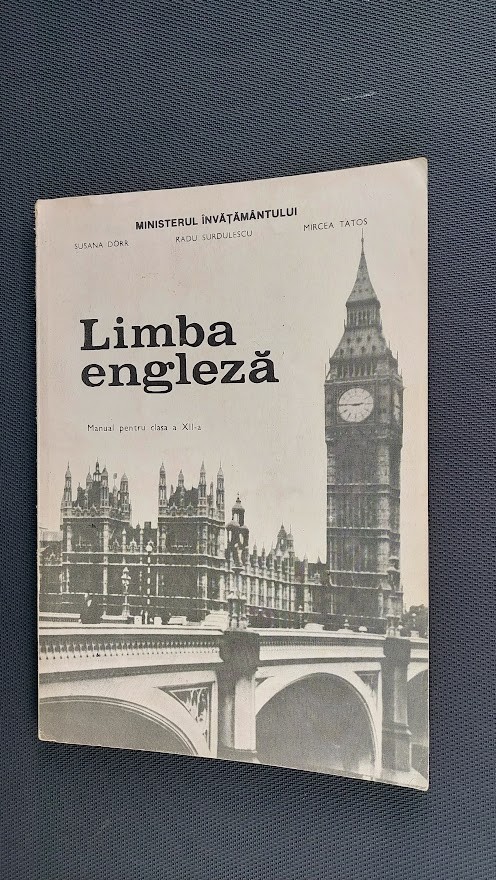 MINISTERUL ÎNVĂȚĂMÂNTULUI
SUSANA DÖRR RADU SURDULESCU MIRCEA TATOS
Limba
engleză
Manual pentru clasa a XII-a